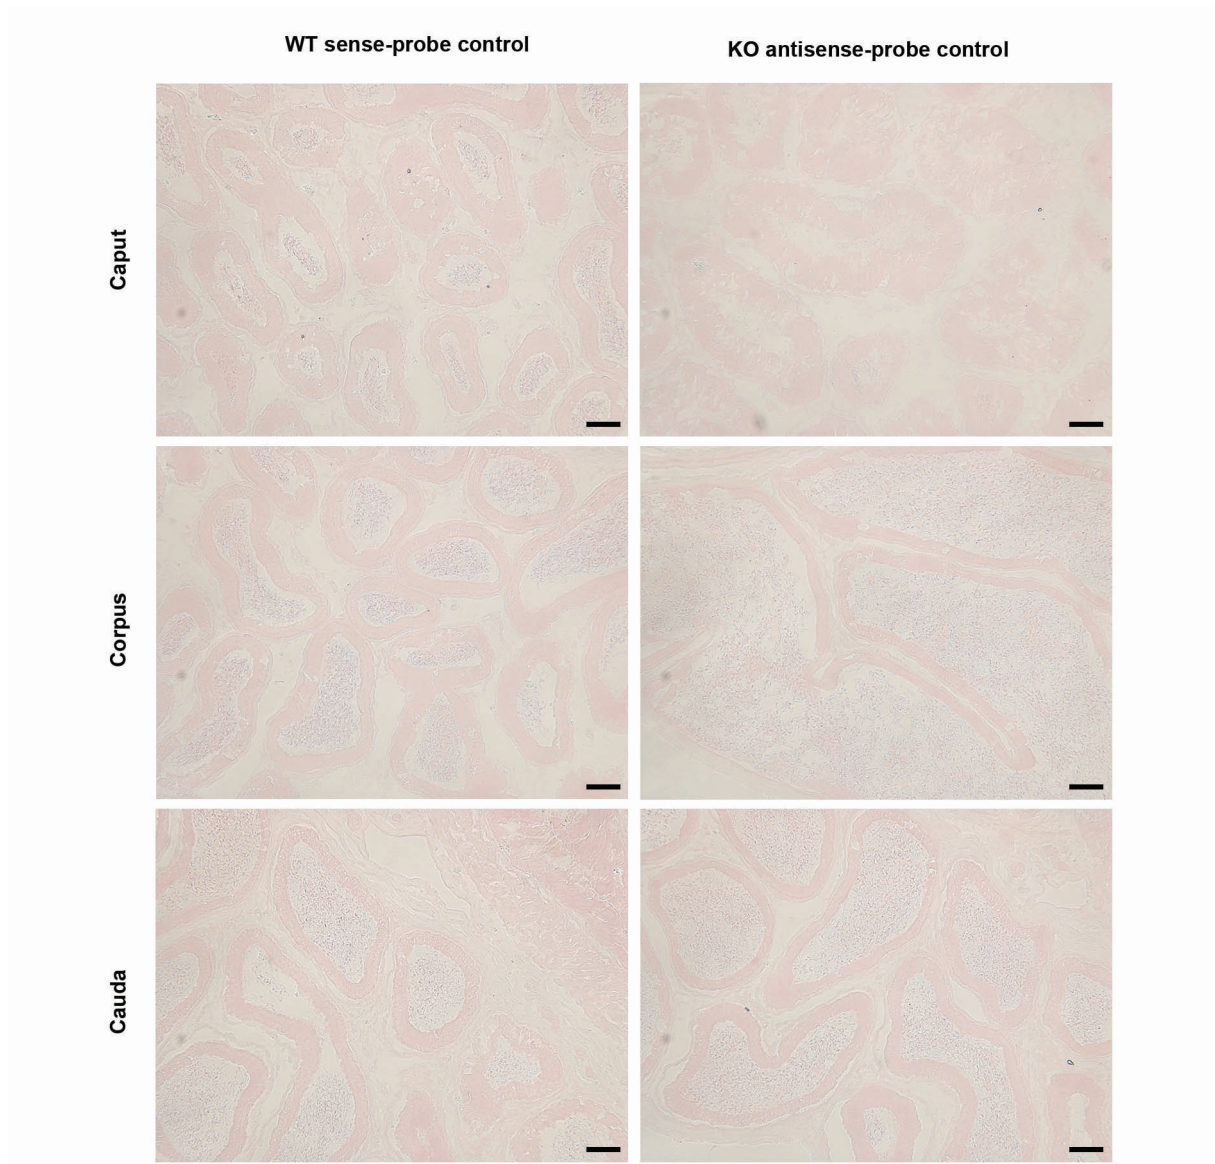 WT sense-probe control
KO antisense-probe control
Caput
Corpus
Cauda